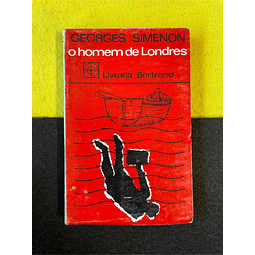 GEORGES SIMENON
o homem de Londres
Livraria Bertrand